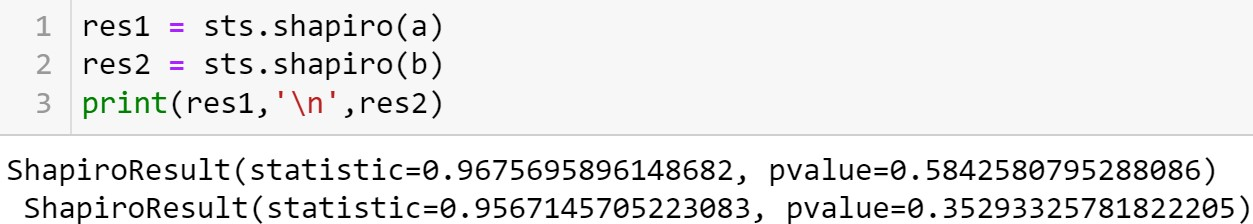 1 res1 = sts.shapiro(a)
2 res2 = sts.shapiro(b)
3 print(res1,'\n',res2)
ShapiroResult(statistic=0.9675695896148682, pvalue=0.5842580795288086)
ShapiroResult(statistic=0.9567145705223083, pvalue=0.35293325781822205)